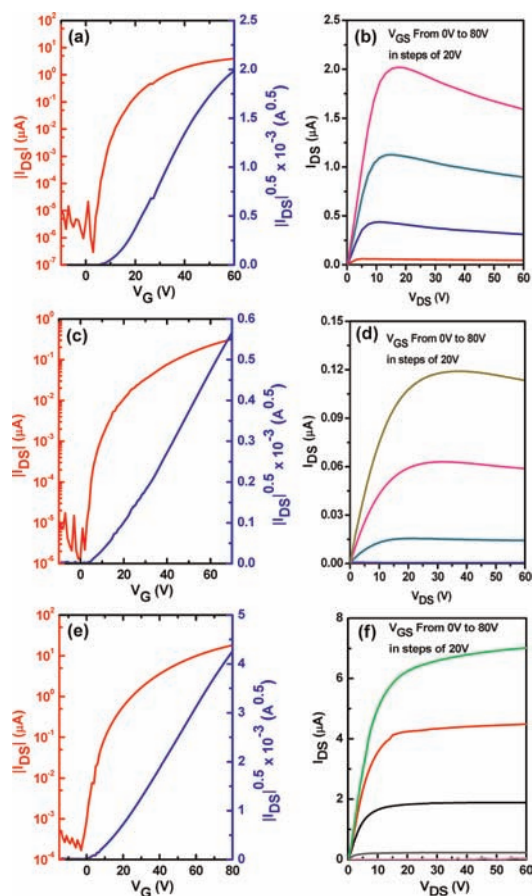 (a)
10²
10¹
10⁰
10⁻¹
10⁻²
10⁻³
10⁻⁴
10⁻⁵
10⁻⁶
10⁻⁷
|I_DS| (μA)
0 20 40 60
V_G (V)
2.5
2.0
1.5
1.0
0.5
0.0
|I_DS|^0.5 x 10⁻³ (A^0.5)
(b)
V_GS From 0V to 80V
in steps of 20V
2.5
2.0
1.5
1.0
0.5
0.0
I_DS (μA)
0 10 20 30 40 50 60
V_DS (V)
(c)
10⁰
10⁻¹
10⁻²
10⁻³
10⁻⁴
10⁻⁵
10⁻⁶
|I_DS| (μA)
0 20 40 60
V_G (V)
0.6
0.5
0.4
0.3
0.2
0.1
0.0
|I_DS|^0.5 x 10⁻³ (A^0.5)
(d)
V_GS From 0V to 80V
in steps of 20V
0.15
0.12
0.09
0.06
0.03
0.00
I_DS (μA)
0 10 20 30 40 50 60
V_DS (V)
(e)
10²
10¹
10⁰
10⁻¹
10⁻²
10⁻³
10⁻⁴
|I_DS| (μA)
0 20 40 60 80
V_G (V)
5
4
3
2
1
0
|I_DS|^0.5 x 10⁻³ (A^0.5)
(f)
V_GS From 0V to 80V
in steps of 20V
8
6
4
2
0
I_DS (μA)
0 10 20 30 40 50 60
V_DS (V)